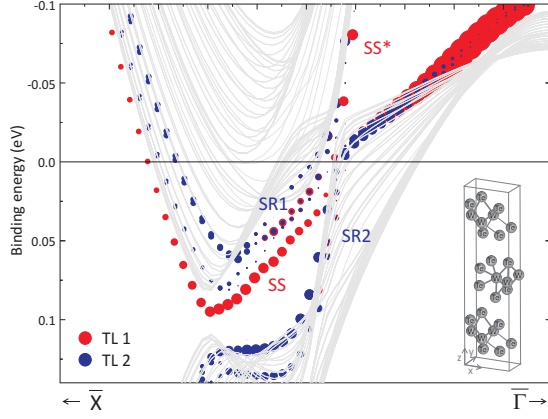 -0.1
-0.05
0.0
0.05
0.1
Binding energy (eV)
SS*
SR1
SR2
SS
TL 1
TL 2
z
y
x
← X̅
Γ̅ →